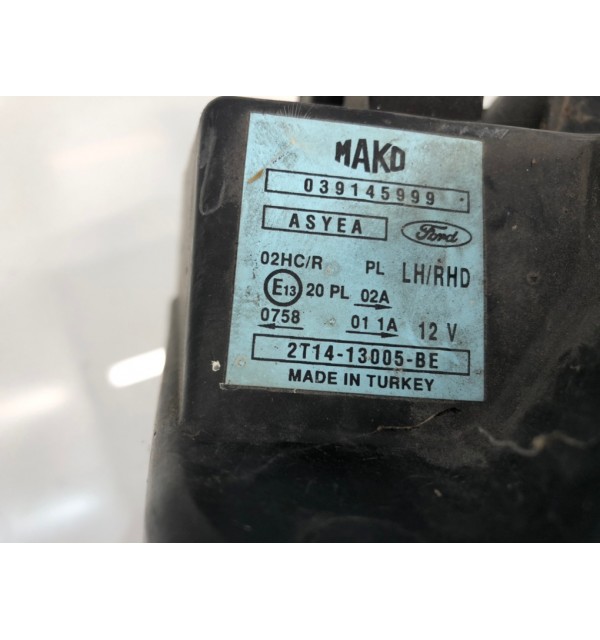 MAKO
039145999
ASYEA Ford
02HC/R PL LH/RHD
E13 20 PL 02A
0758 01 1A 12 V
2T14-13005-BE
MADE IN TURKEY